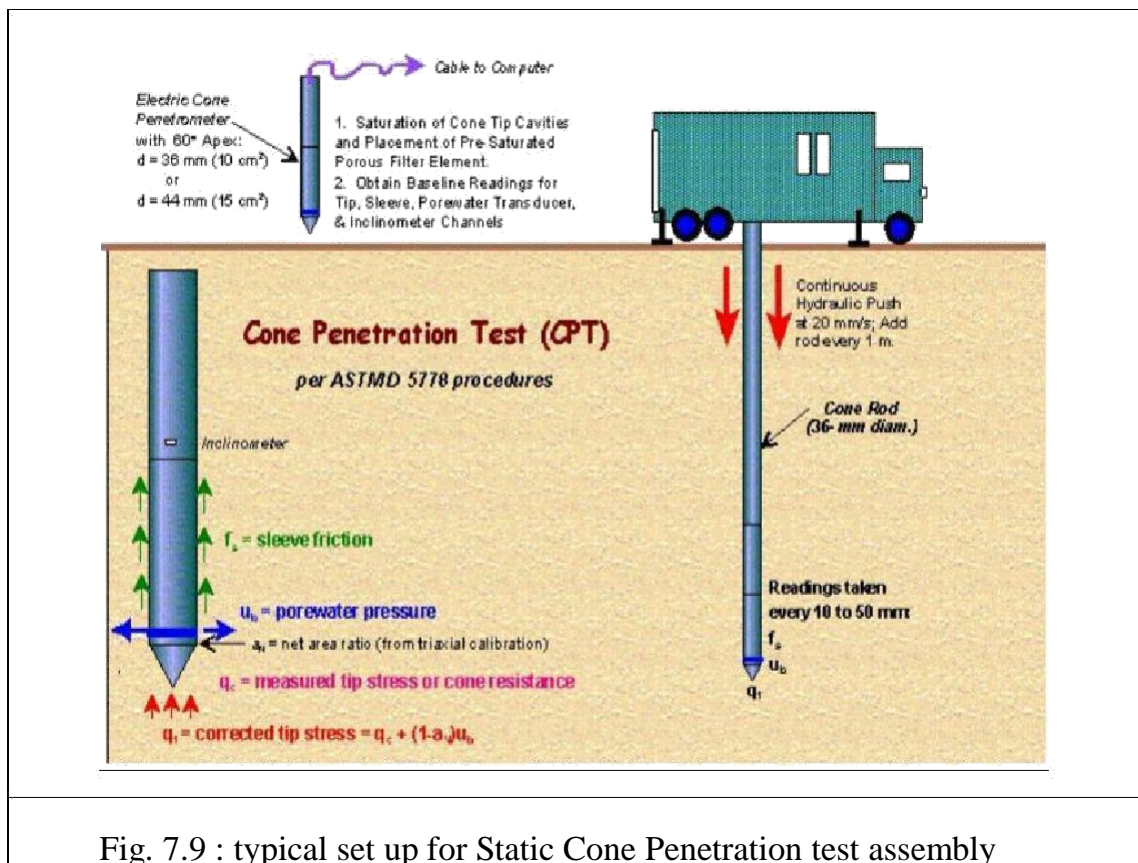 Cable to Computer
Electric Cone
Penetrometer
with 60° Apex:
d = 36 mm (10 cm²)
or
d = 44 mm (15 cm²)
1. Saturation of Cone Tip Cavities
and Placement of Pre-Saturated
Porous Filter Element.
2. Obtain Baseline Readings for
Tip, Sleeve, Porewater Transducer,
& Inclinometer Channels
Continuous
Hydraulic Push
at 20 mm/s; Add
rod every 1 m.
Cone Penetration Test (CPT)
per ASTMD 5778 procedures
Cone Rod
(36- mm diam.)
Inclinometer
fs = sleeve friction
ub = porewater pressure
an = net area ratio (from triaxial calibration)
qc = measured tip stress or cone resistance
qt = corrected tip stress = qc + (1-an)ub
Readings taken
every 10 to 50 mm:
fs
ub
qt
Fig. 7.9 : typical set up for Static Cone Penetration test assembly